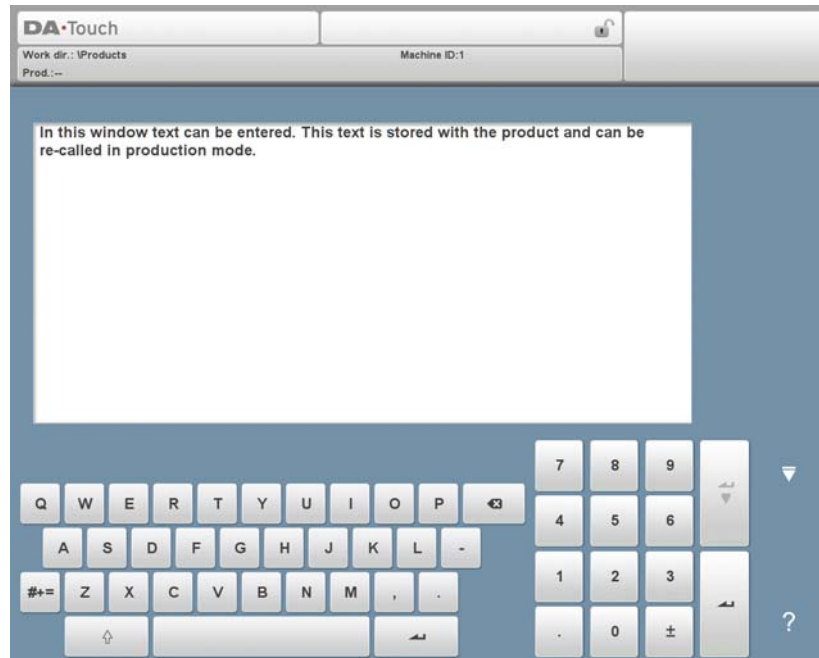 DA•Touch
Work dir.: \Products Machine ID:1
Prod.:--
In this window text can be entered. This text is stored with the product and can be
re-called in production mode.
7 8 9
Q W E R T Y U I O P
4 5 6
A S D F G H J K L -
1 2 3
#+= Z X C V B N M , .
. 0 ±
?